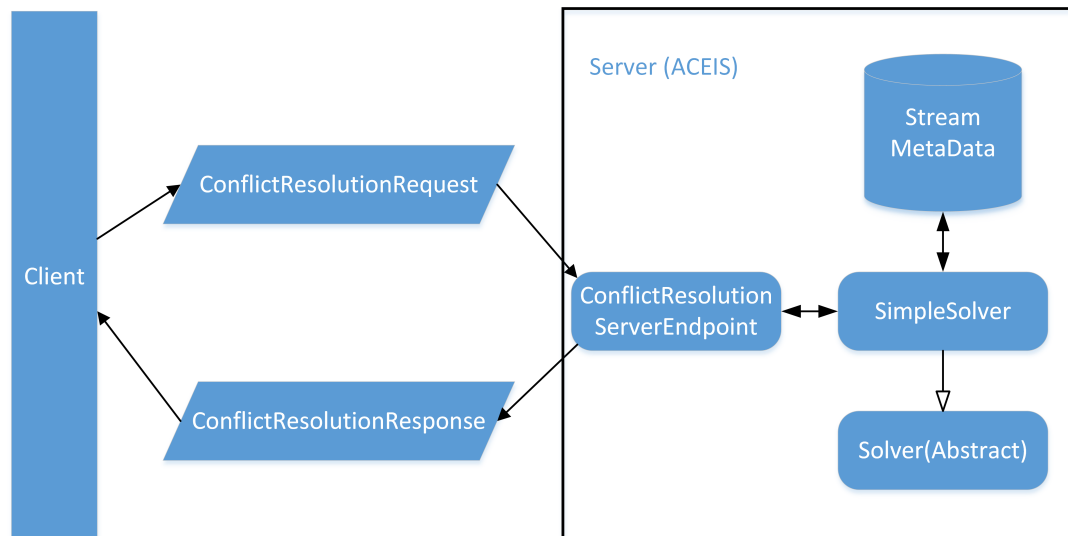 Server (ACEIS)
Stream
MetaData
ConflictResolutionRequest
Client
ConflictResolution
ServerEndpoint
SimpleSolver
ConflictResolutionResponse
Solver(Abstract)